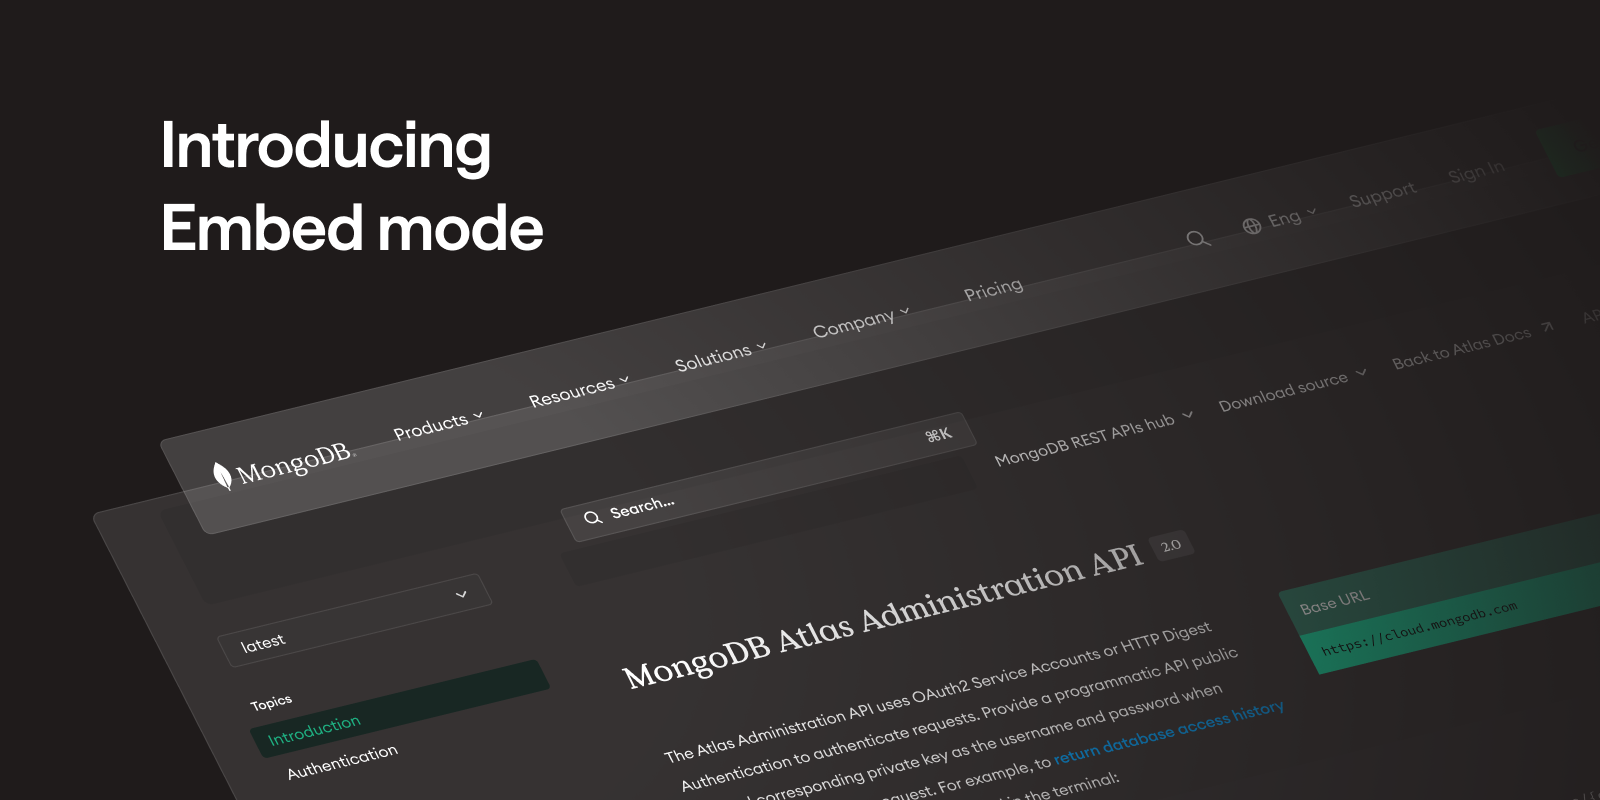 Introducing
Embed mode
MongoDB
Products
Resources
Solutions
Company
Pricing
Eng
Support
Sign In
Search...
⌘K
MongoDB REST APIs hub
Download source
Back to Atlas Docs
latest
Topics
Introduction
Authentication
MongoDB Atlas Administration API
2.0
The Atlas Administration API uses OAuth2 Service Accounts or HTTP Digest
Authentication to authenticate requests. Provide a programmatic API public
corresponding private key as the username and password when
For example, to return database access history
in the terminal:
Base URL
https://cloud.mongodb.com